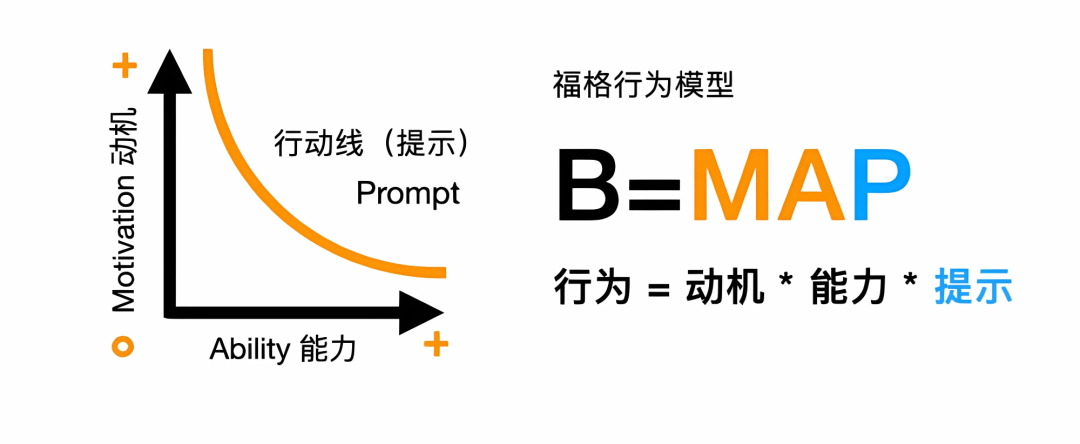 +
Motivation 动机
行动线（提示）
Prompt
Ability 能力
+
福格行为模型
B=MAP
行为 = 动机 * 能力 * 提示